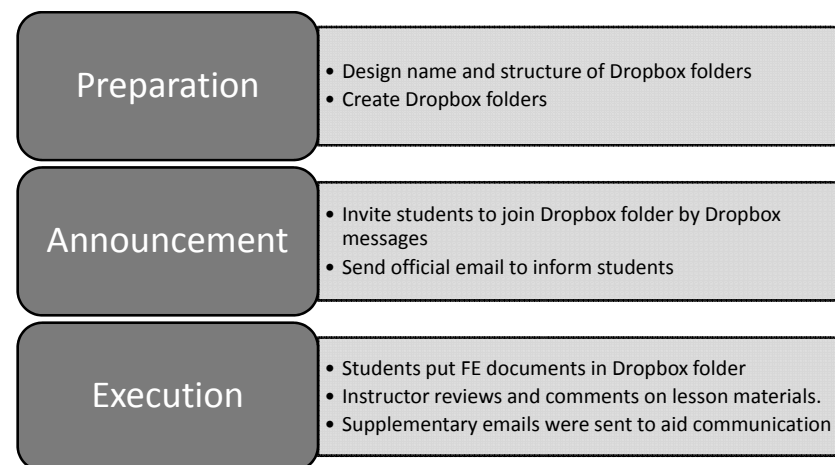 Preparation
• Design name and structure of Dropbox folders
• Create Dropbox folders
Announcement
• Invite students to join Dropbox folder by Dropbox
messages
• Send official email to inform students
Execution
• Students put FE documents in Dropbox folder
• Instructor reviews and comments on lesson materials.
• Supplementary emails were sent to aid communication